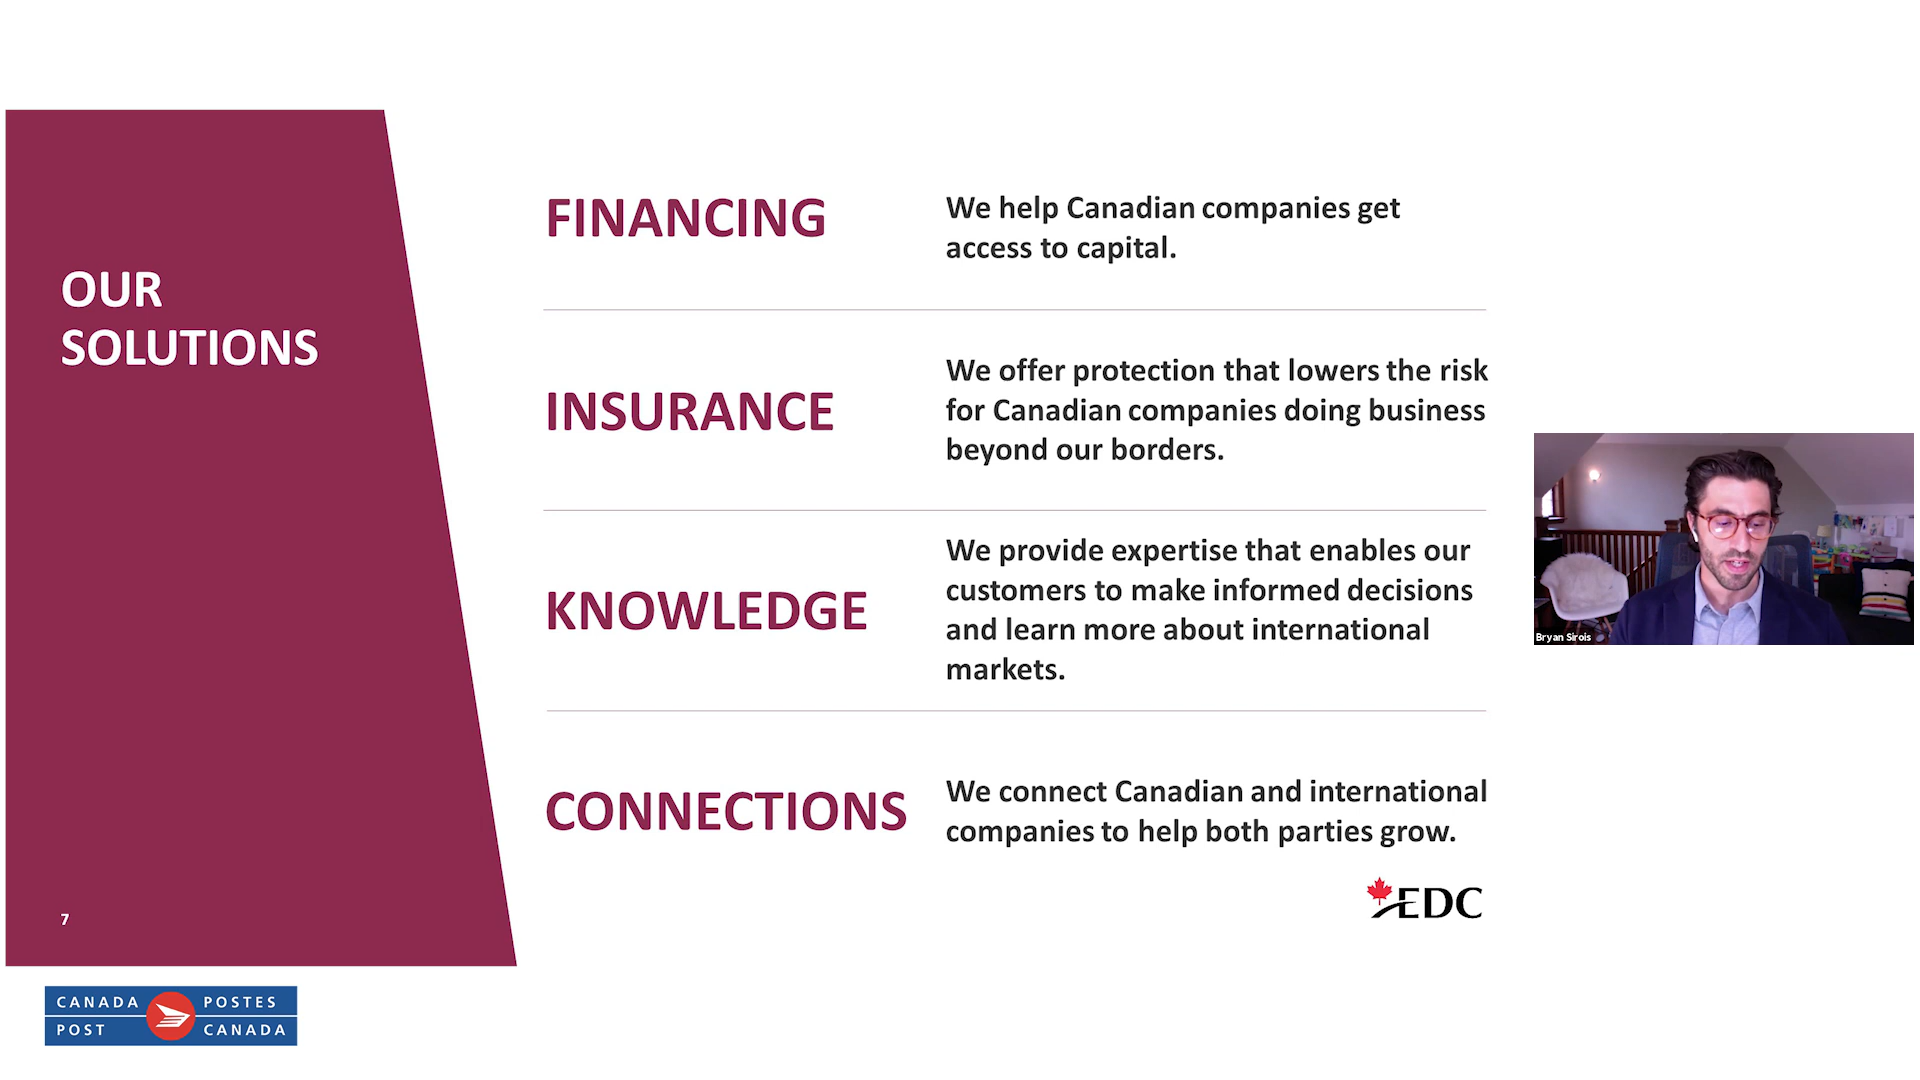 OUR
SOLUTIONS
FINANCING
We help Canadian companies get
access to capital.
INSURANCE
We offer protection that lowers the risk
for Canadian companies doing business
beyond our borders.
KNOWLEDGE
We provide expertise that enables our
customers to make informed decisions
and learn more about international
markets.
CONNECTIONS
We connect Canadian and international
companies to help both parties grow.
EDC
7
Bryan Sirois
CANADA POSTES
POST CANADA